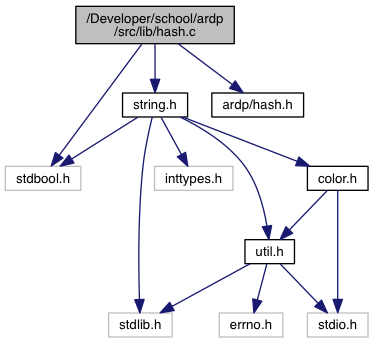 /Developer/school/ardp
/src/lib/hash.c
string.h
ardp/hash.h
stdbool.h
inttypes.h
color.h
util.h
stdlib.h
errno.h
stdio.h